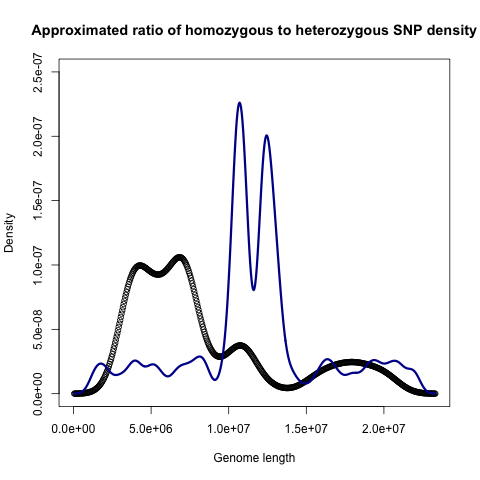 Approximated ratio of homozygous to heterozygous SNP density
2.5e-07
2.0e-07
1.5e-07
1.0e-07
5.0e-08
0.0e+00
Density
0.0e+00 5.0e+06 1.0e+07 1.5e+07 2.0e+07
Genome length